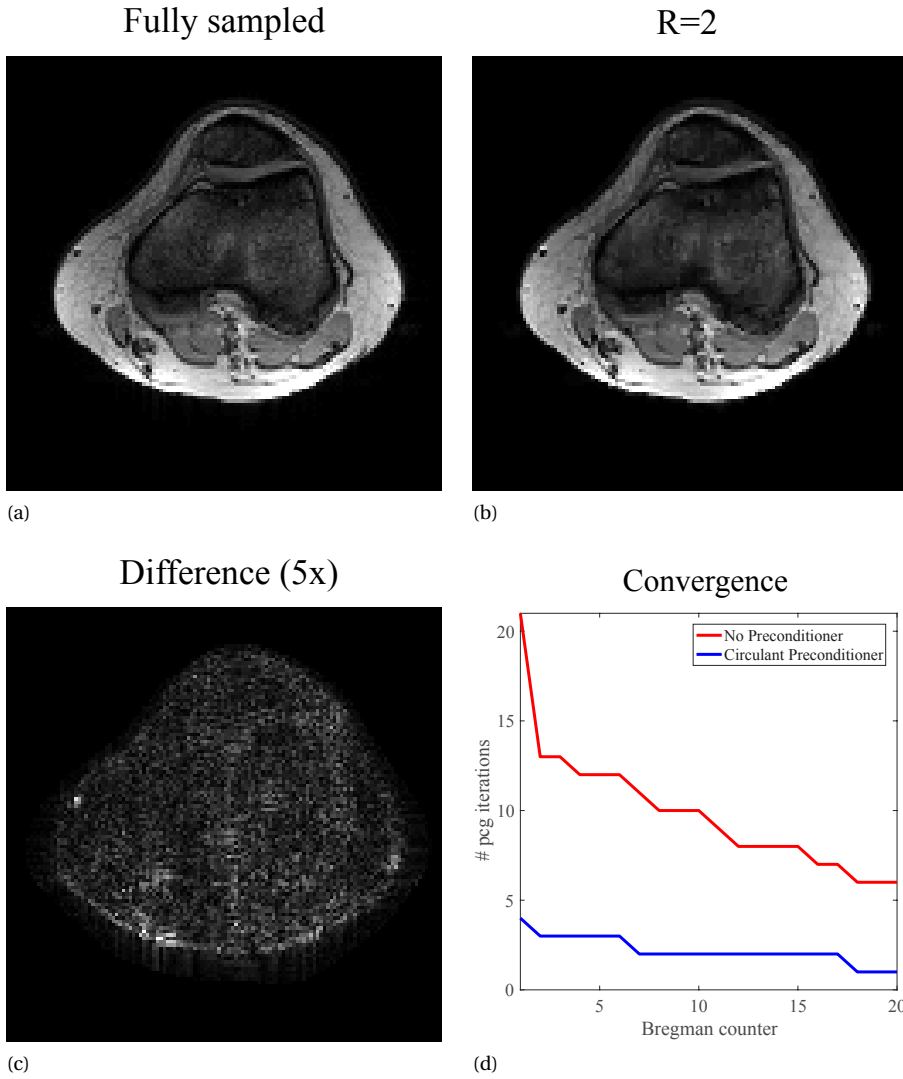 Fully sampled
R=2
(a)
(b)
Difference (5x)
Convergence
20
15
10
5
0
# pcg iterations
No Preconditioner
Circulant Preconditioner
5
10
15
20
Bregman counter
(c)
(d)